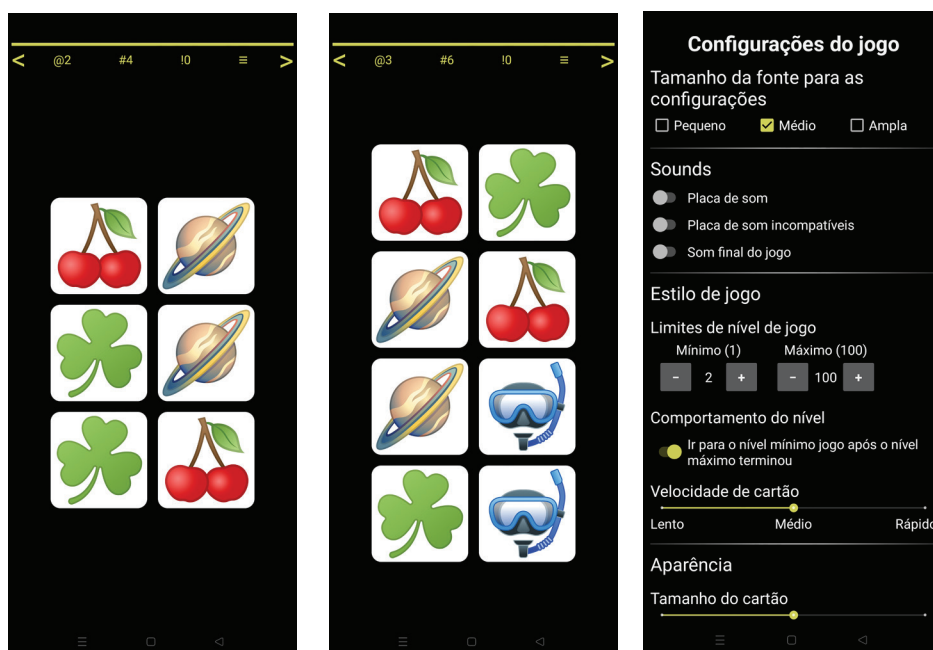 < @2 #4 !0 ≡ >
< @3 #6 !0 ≡ >
Configurações do jogo
Tamanho da fonte para as
configurações
Pequeno Médio Ampla
Sounds
Placa de som
Placa de som incompatíveis
Som final do jogo
Estilo de jogo
Limites de nível de jogo
Mínimo (1) Máximo (100)
- 2 + - 100 +
Comportamento do nível
Ir para o nível mínimo jogo após o nível
máximo terminou
Velocidade de cartão
Lento Médio Rápido
Aparência
Tamanho do cartão